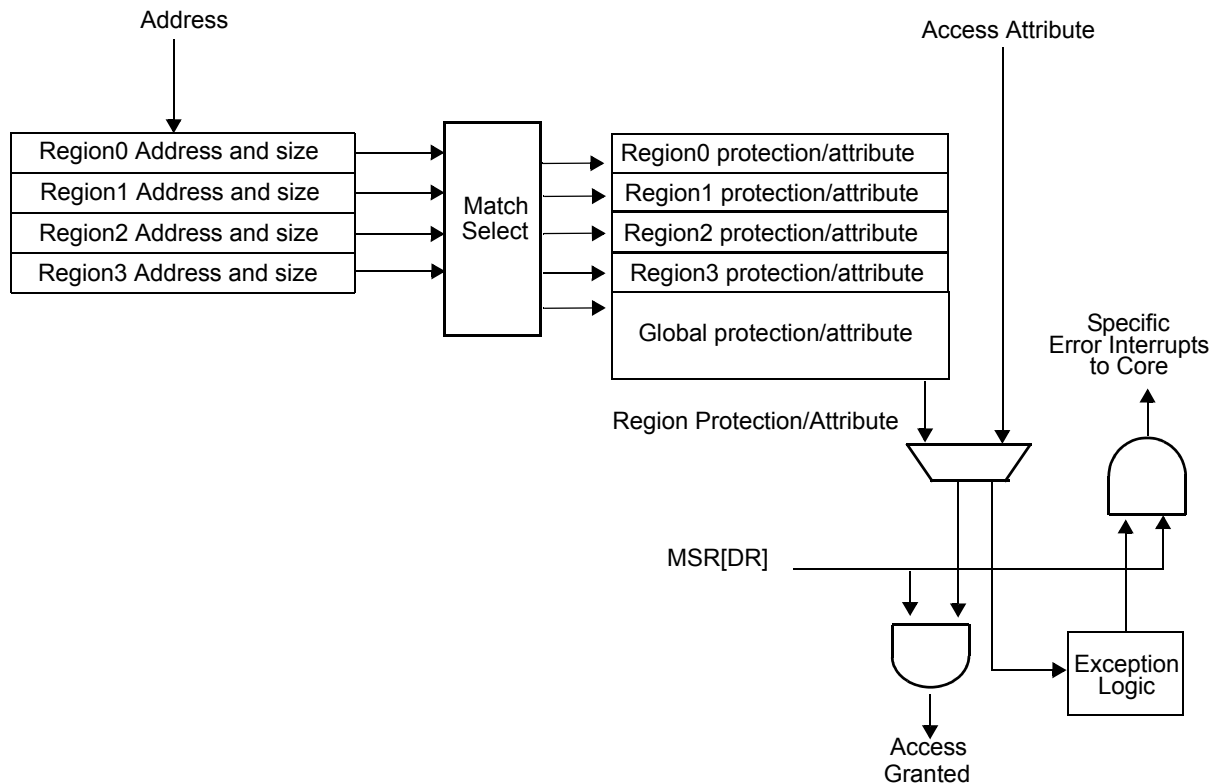 Address
Access Attribute
Region0 Address and size
Region1 Address and size
Region2 Address and size
Region3 Address and size
Match
Select
Region0 protection/attribute
Region1 protection/attribute
Region2 protection/attribute
Region3 protection/attribute
Global protection/attribute
Specific
Error Interrupts
to Core
Region Protection/Attribute
MSR[DR]
Exception
Logic
Access
Granted